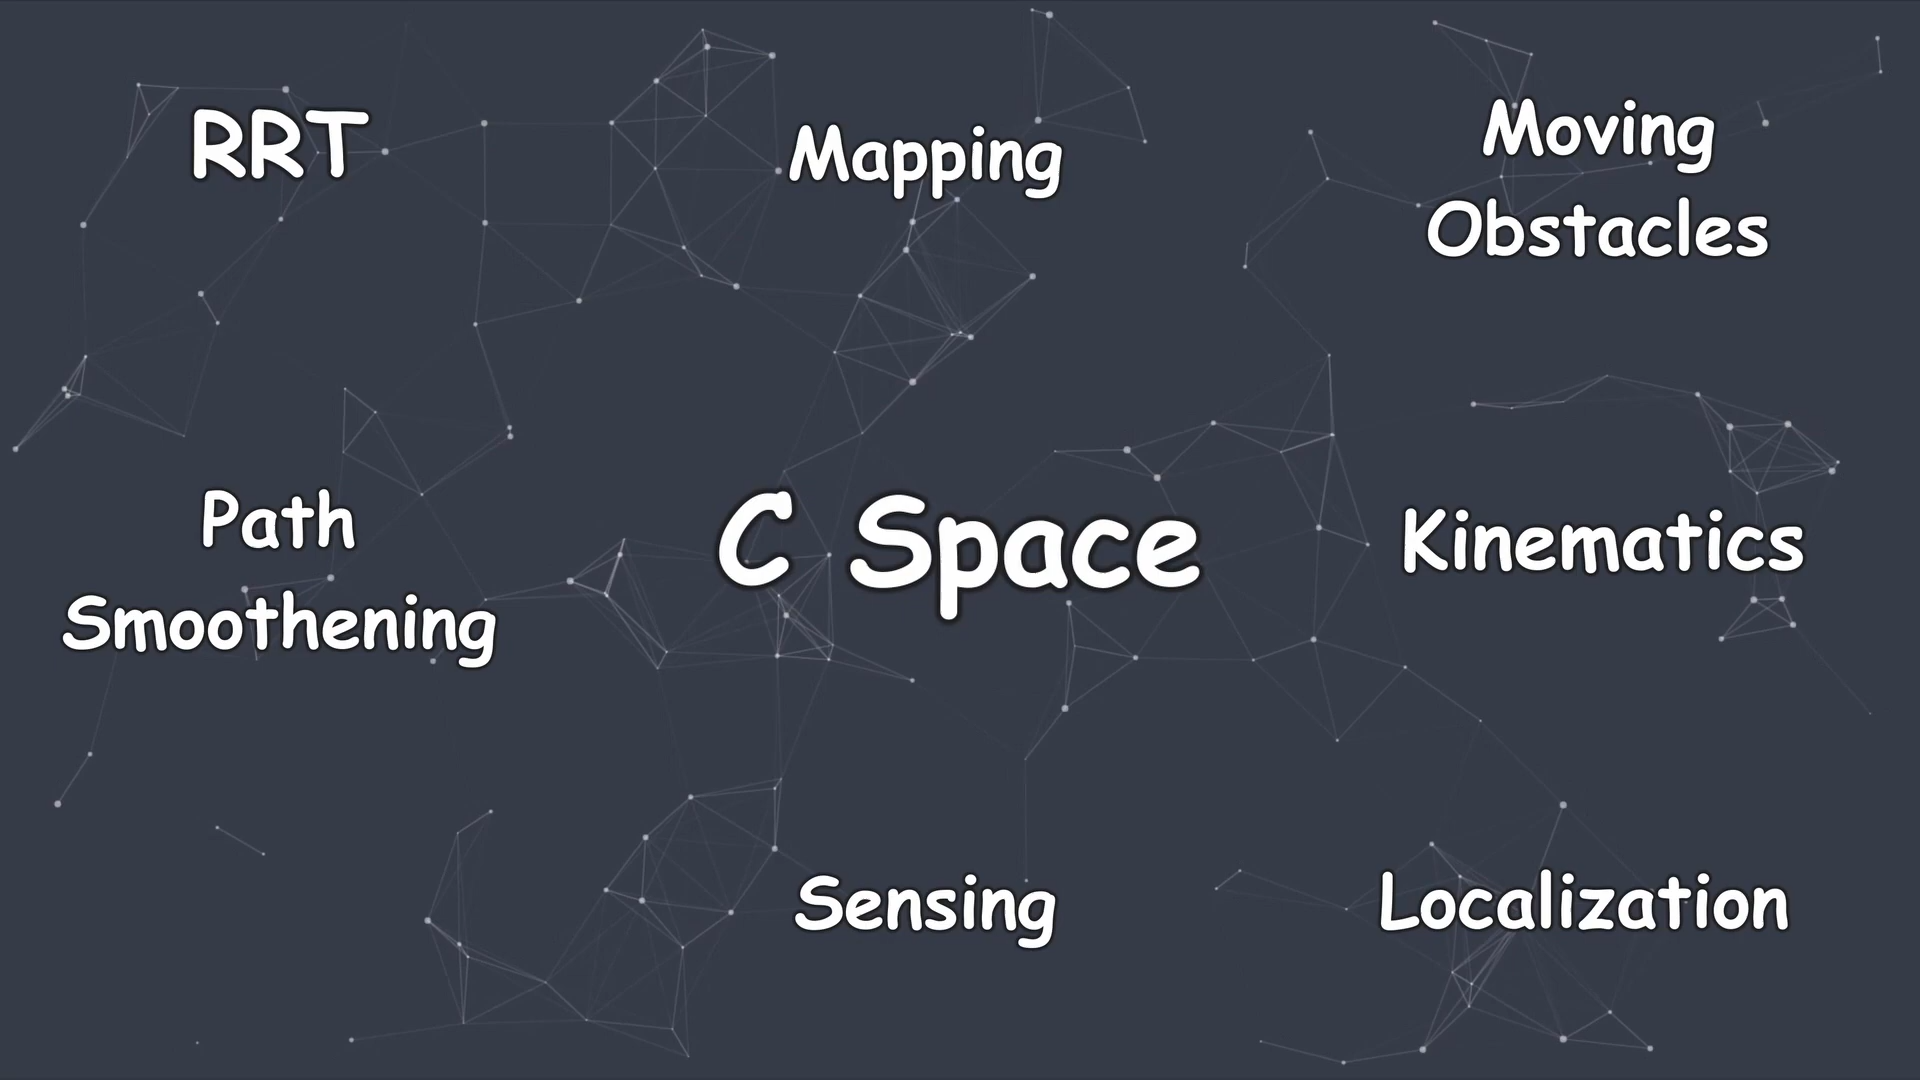 RRT
Mapping
Moving
Obstacles
Path
Smoothening
C Space
Kinematics
Sensing
Localization